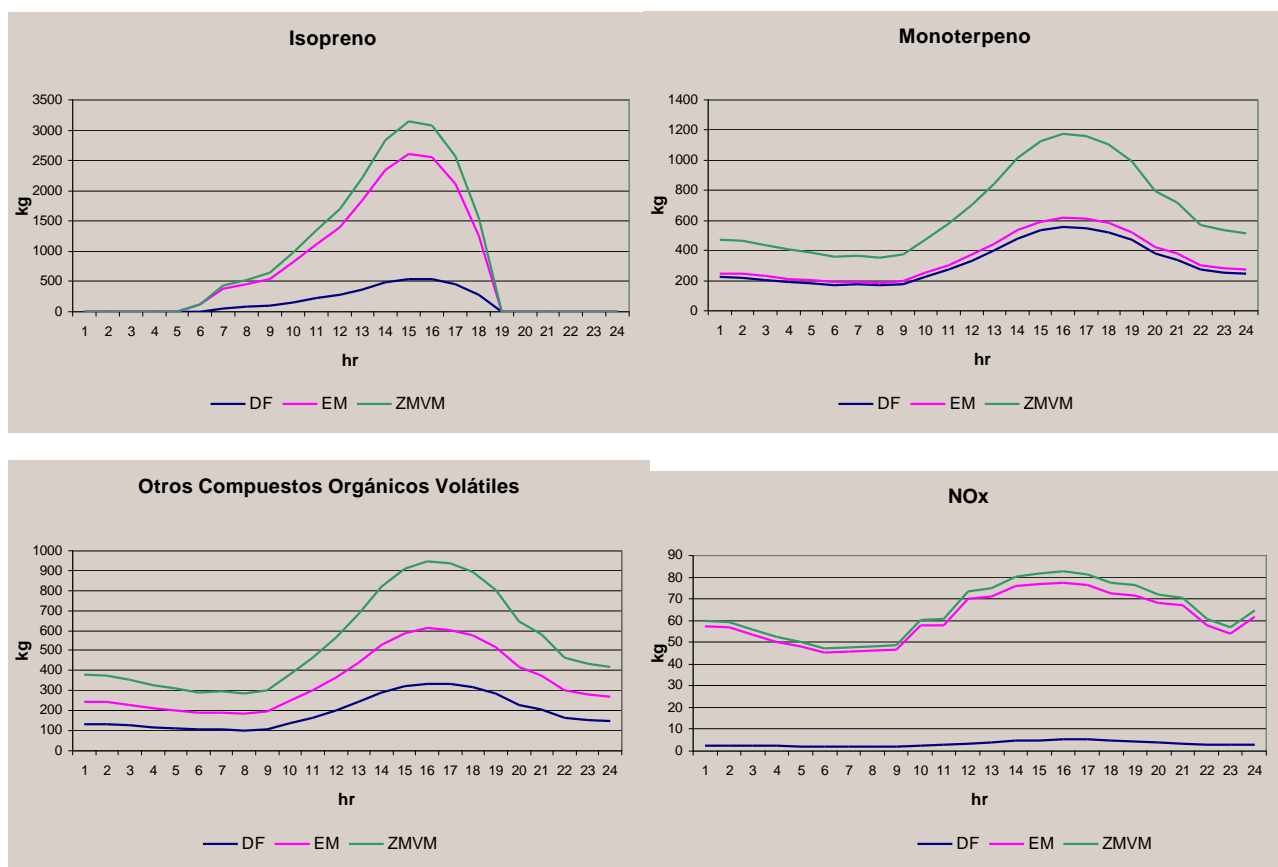 Isopreno
3500
3000
2500
2000
1500
1000
500
0
kg
1 2 3 4 5 6 7 8 9 10 11 12 13 14 15 16 17 18 19 20 21 22 23 24
hr
DF EM ZMVM
Monoterpeno
1400
1200
1000
800
600
400
200
0
kg
1 2 3 4 5 6 7 8 9 10 11 12 13 14 15 16 17 18 19 20 21 22 23 24
hr
DF EM ZMVM
Otros Compuestos Orgánicos Volátiles
1000
900
800
700
600
500
400
300
200
100
0
kg
1 2 3 4 5 6 7 8 9 10 11 12 13 14 15 16 17 18 19 20 21 22 23 24
hr
DF EM ZMVM
NOx
90
80
70
60
50
40
30
20
10
0
kg
1 2 3 4 5 6 7 8 9 10 11 12 13 14 15 16 17 18 19 20 21 22 23 24
hr
DF EM ZMVM